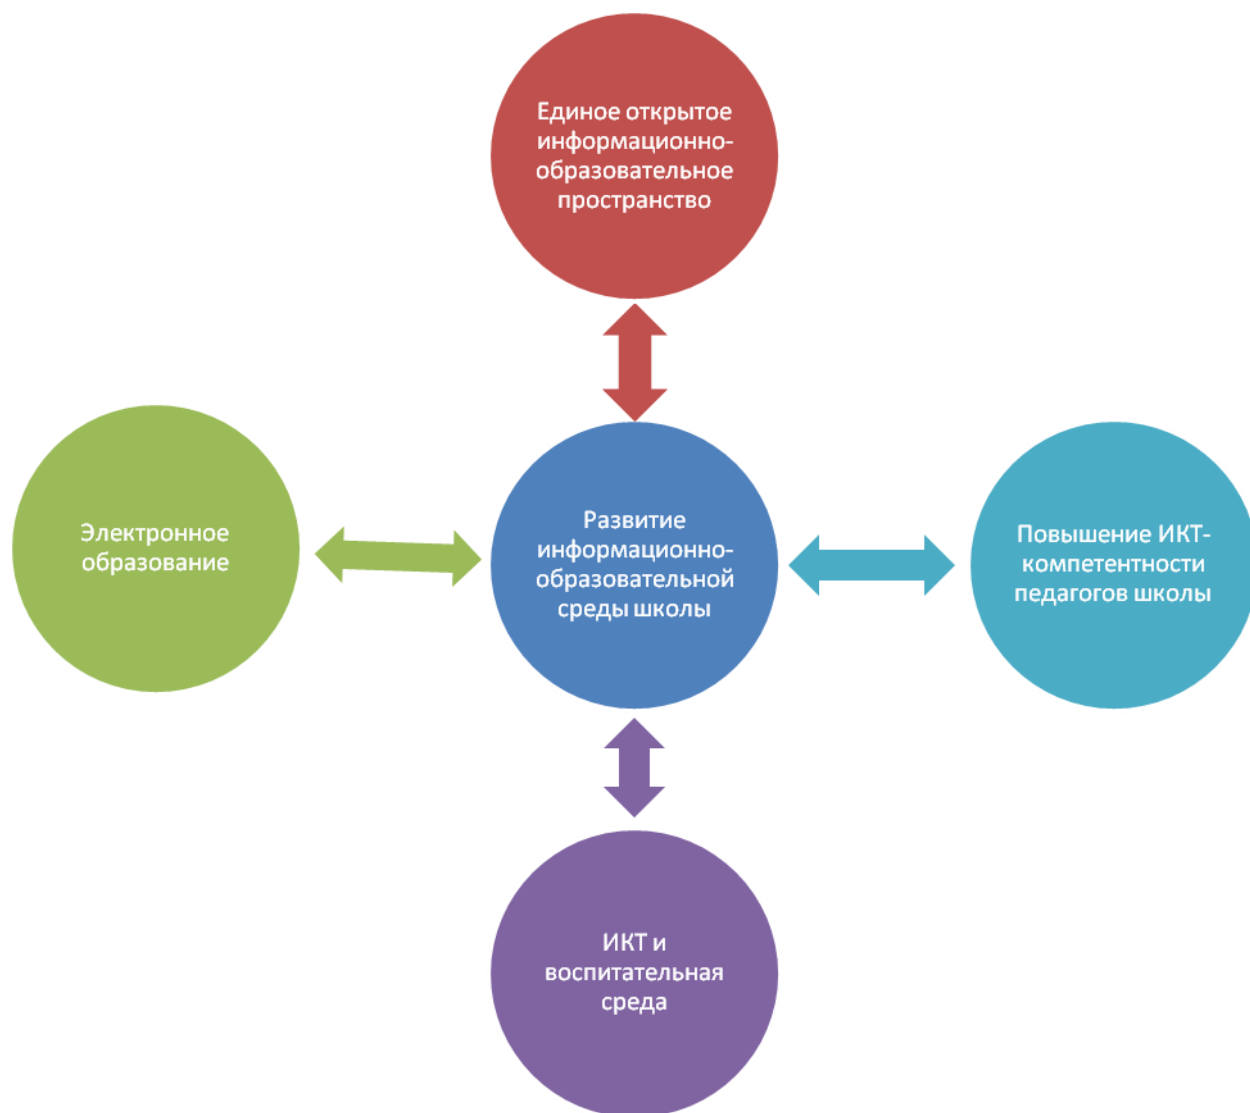 Единое открытое
информационно-
образовательное
пространство
Электронное
образование
Развитие
информационно-
образовательной
среды школы
Повышение ИКТ-
компетентности
педагогов школы
ИКТ и
воспитательная
среда